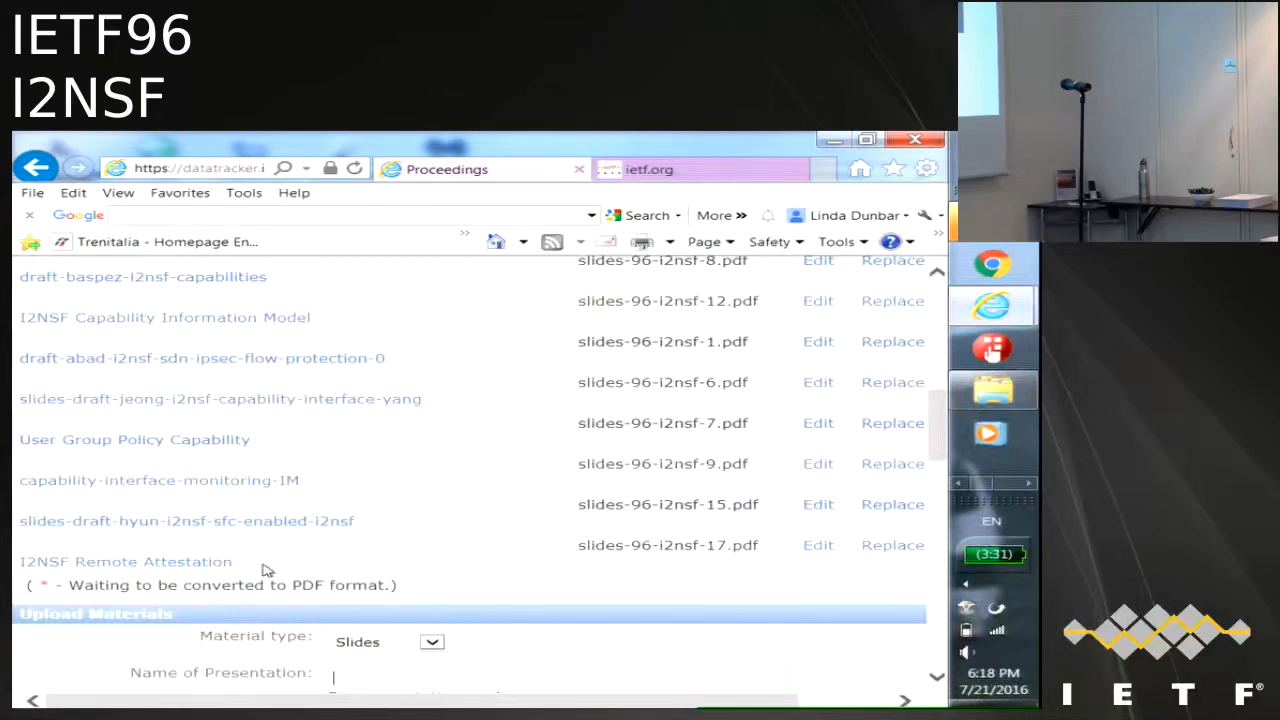 IETF96
I2NSF
https://datatracker.i
Proceedings
ietf.org
File Edit View Favorites Tools Help
Google Search More Linda Dunbar
Trenitalia - Homepage En...
Page Safety Tools
slides-96-i2nsf-8.pdf Edit Replace
draft-baspez-i2nsf-capabilities
slides-96-i2nsf-12.pdf Edit Replace
I2NSF Capability Information Model
slides-96-i2nsf-1.pdf Edit Replace
draft-abad-i2nsf-sdn-ipsec-flow-protection-0
slides-96-i2nsf-6.pdf Edit Replace
slides-draft-jeong-i2nsf-capability-interface-yang
slides-96-i2nsf-7.pdf Edit Replace
User Group Policy Capability
slides-96-i2nsf-9.pdf Edit Replace
capability-interface-monitoring-IM
slides-96-i2nsf-15.pdf Edit Replace
slides-draft-hyun-i2nsf-sfc-enabled-i2nsf
slides-96-i2nsf-17.pdf Edit Replace
I2NSF Remote Attestation
( * - Waiting to be converted to PDF format.)
Upload Materials
Material type: Slides
Name of Presentation:
EN
(3:31)
6:18 PM
7/21/2016
I E T F®